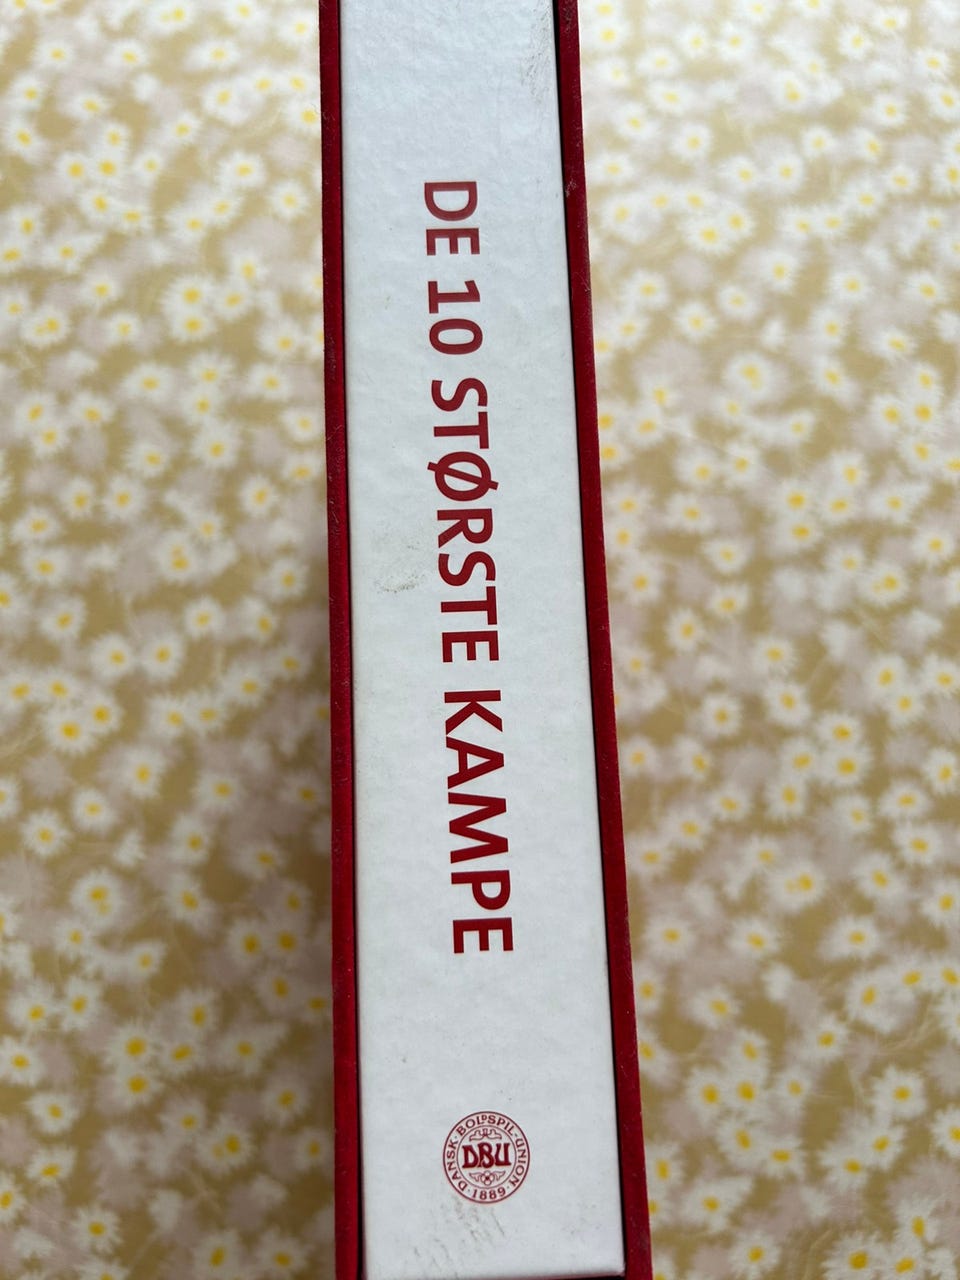 DE 10 STØRSTE KAMPE
DANSK·BOLDSPIL-UNION
DBU
·1889·